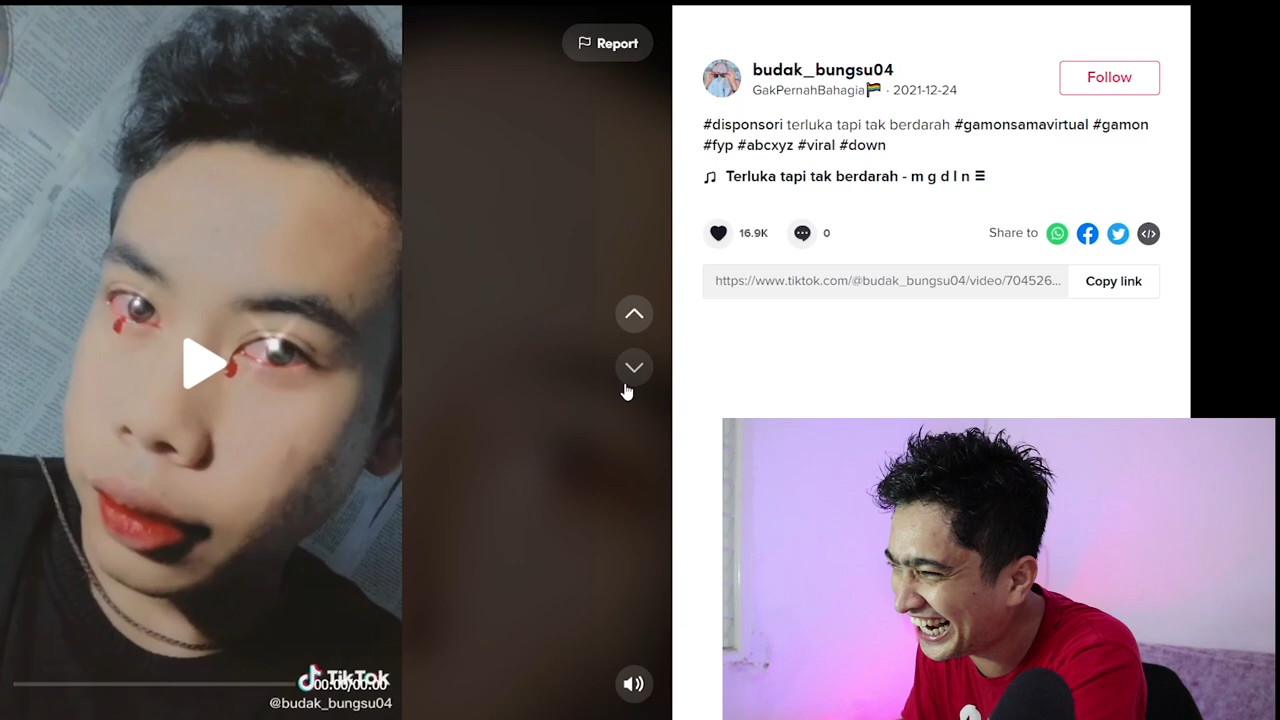 Report
budak_bungsu04
GakPernahBahagia🏳️‍🌈 · 2021-12-24
Follow
#disponsori terluka tapi tak berdarah #gamonsamavirtual #gamon
#fyp #abcxyz #viral #down
♫ Terluka tapi tak berdarah - m g d l n ☰
16.9K
0
Share to
https://www.tiktok.com/@budak_bungsu04/video/704526...
Copy link
TikTok
00:00/00:00
@budak_bungsu04